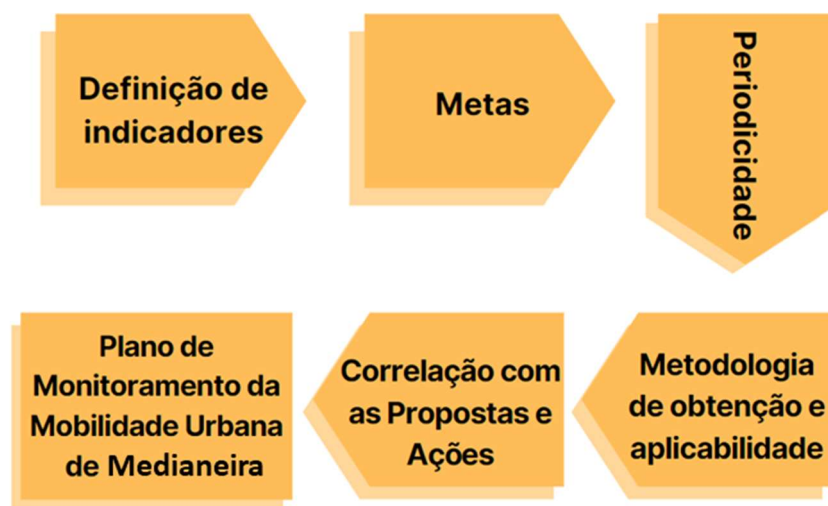 Definição de
indicadores
Metas
Periodicidade
Metodologia
de obtenção e
aplicabilidade
Correlação com
as Propostas e
Ações
Plano de
Monitoramento da
Mobilidade Urbana
de Medianeira